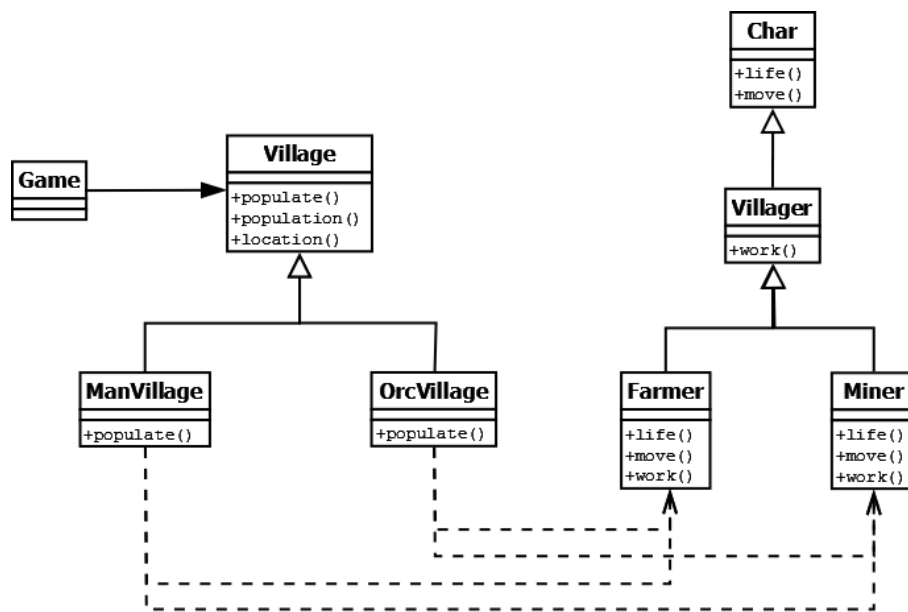 Char
+life()
+move()
Village
+populate()
+population()
+location()
Game
Villager
+work()
ManVillage
+populate()
OrcVillage
+populate()
Farmer
+life()
+move()
+work()
Miner
+life()
+move()
+work()